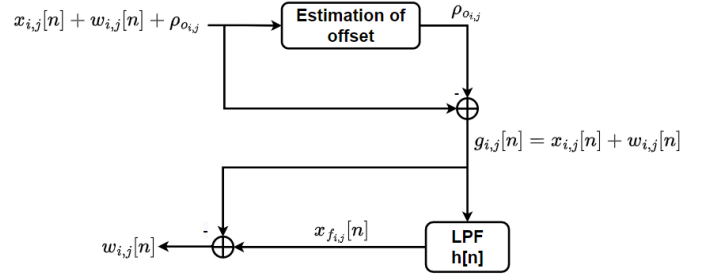 x_{i,j}[n] + w_{i,j}[n] + ρ_{o_{i,j}}
Estimation of
offset
ρ_{o_{i,j}}
-
g_{i,j}[n] = x_{i,j}[n] + w_{i,j}[n]
-
w_{i,j}[n]
x_{f_{i,j}}[n]
LPF
h[n]